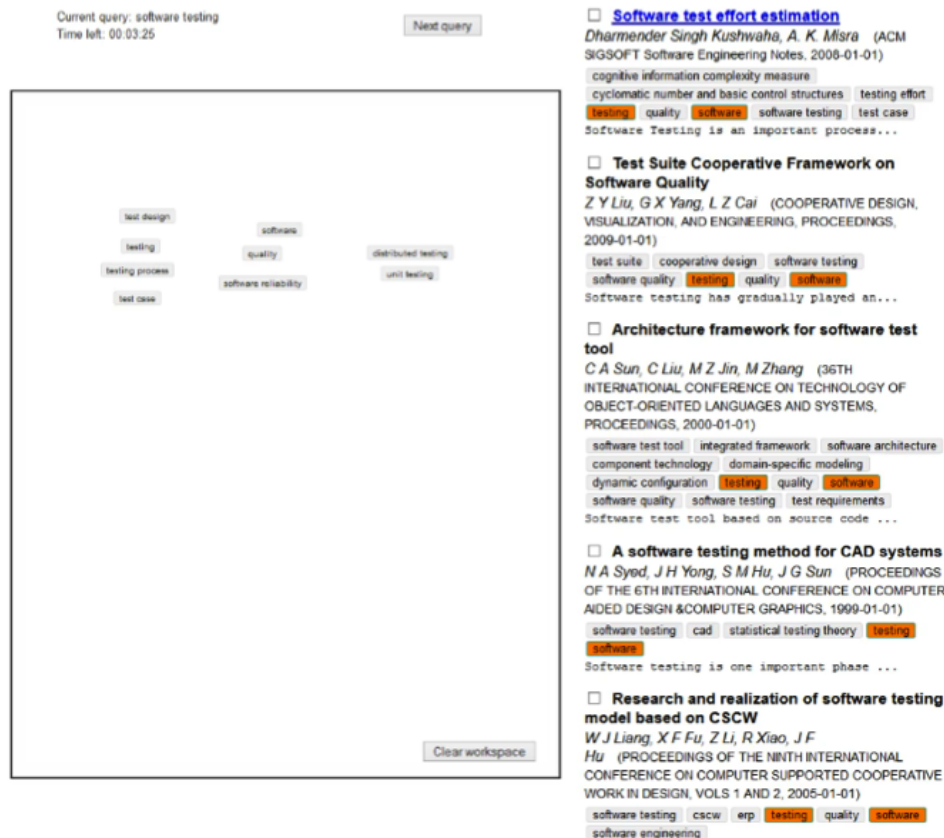 Current query: software testing
Time left: 00:03:25
Next query
test design
testing
testing process
test case
software
quality
software reliability
distributed testing
unit testing
Clear workspace
Software test effort estimation
Dharmender Singh Kushwaha, A. K. Misra (ACM
SIGSOFT Software Engineering Notes, 2008-01-01)
cognitive information complexity measure
cyclomatic number and basic control structures testing effort
testing quality software software testing test case
Software Testing is an important process...
Test Suite Cooperative Framework on
Software Quality
Z Y Liu, G X Yang, L Z Cai (COOPERATIVE DESIGN,
VISUALIZATION, AND ENGINEERING, PROCEEDINGS,
2009-01-01)
test suite cooperative design software testing
software quality testing quality software
Software testing has gradually played an...
Architecture framework for software test
tool
C A Sun, C Liu, M Z Jin, M Zhang (36TH
INTERNATIONAL CONFERENCE ON TECHNOLOGY OF
OBJECT-ORIENTED LANGUAGES AND SYSTEMS,
PROCEEDINGS, 2000-01-01)
software test tool integrated framework software architecture
component technology domain-specific modeling
dynamic configuration testing quality software
software quality software testing test requirements
Software test tool based on source code ...
A software testing method for CAD systems
N A Syed, J H Yong, S M Hu, J G Sun (PROCEEDINGS
OF THE 6TH INTERNATIONAL CONFERENCE ON COMPUTER
AIDED DESIGN &COMPUTER GRAPHICS, 1999-01-01)
software testing cad statistical testing theory testing
software
Software testing is one important phase ...
Research and realization of software testing
model based on CSCW
W J Liang, X F Fu, Z Li, R Xiao, J F
Hu (PROCEEDINGS OF THE NINTH INTERNATIONAL
CONFERENCE ON COMPUTER SUPPORTED COOPERATIVE
WORK IN DESIGN, VOLS 1 AND 2, 2005-01-01)
software testing cscw erp testing quality software
software engineering